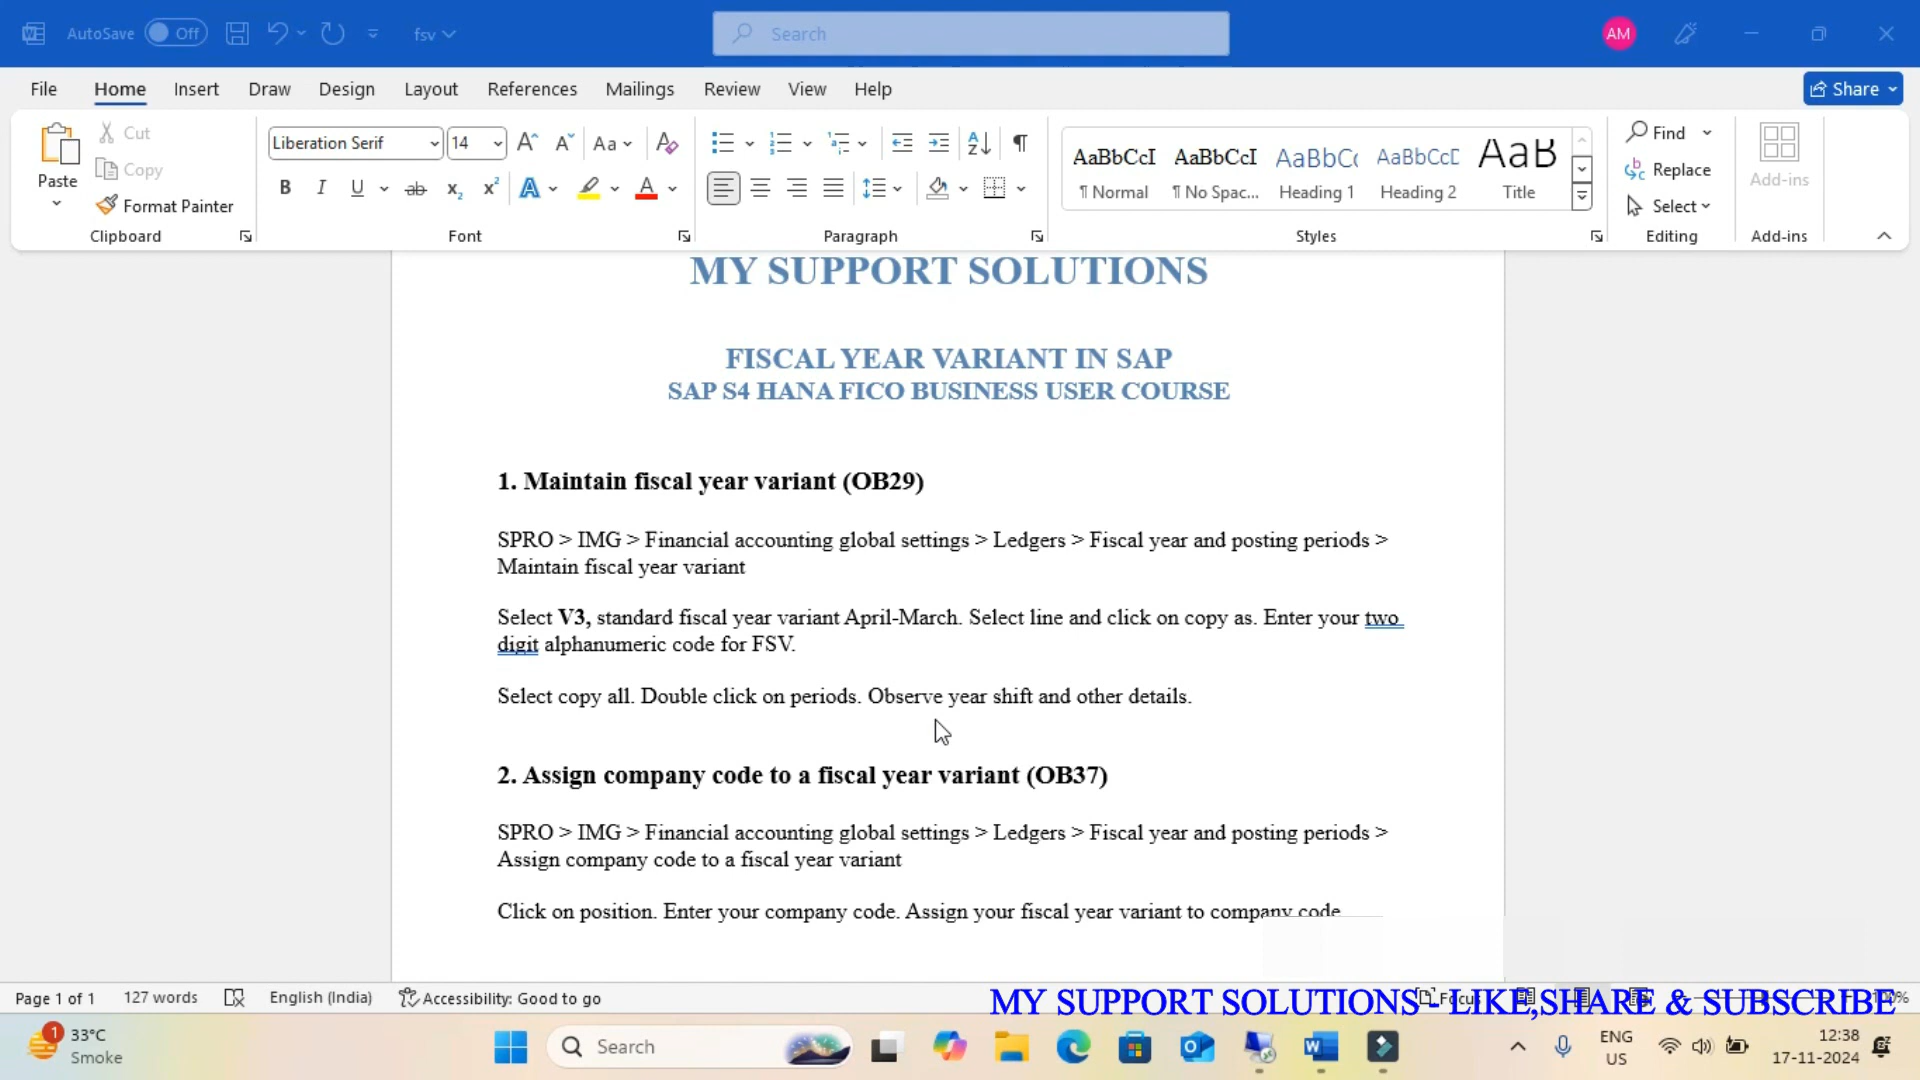 AutoSave Off fsv Search AM
File Home Insert Draw Design Layout References Mailings Review View Help Share
Paste Cut Copy Format Painter
Liberation Serif 14
AaBbCcI AaBbCcI AaBbCc AaBbCcD AaB
¶ Normal ¶ No Spac... Heading 1 Heading 2 Title
Find Replace Select Add-ins
Clipboard Font Paragraph Styles Editing Add-ins
MY SUPPORT SOLUTIONS
FISCAL YEAR VARIANT IN SAP
SAP S4 HANA FICO BUSINESS USER COURSE
1. Maintain fiscal year variant (OB29)
SPRO > IMG > Financial accounting global settings > Ledgers > Fiscal year and posting periods >
Maintain fiscal year variant
Select V3, standard fiscal year variant April-March. Select line and click on copy as. Enter your two
digit alphanumeric code for FSV.
Select copy all. Double click on periods. Observe year shift and other details.
2. Assign company code to a fiscal year variant (OB37)
SPRO > IMG > Financial accounting global settings > Ledgers > Fiscal year and posting periods >
Assign company code to a fiscal year variant
Click on position. Enter your company code. Assign your fiscal year variant to company code
Page 1 of 1 127 words English (India) Accessibility: Good to go Focus
MY SUPPORT SOLUTIONS - LIKE,SHARE & SUBSCRIBE
1 33°C
Smoke
Search
ENG
US
12:38
17-11-2024